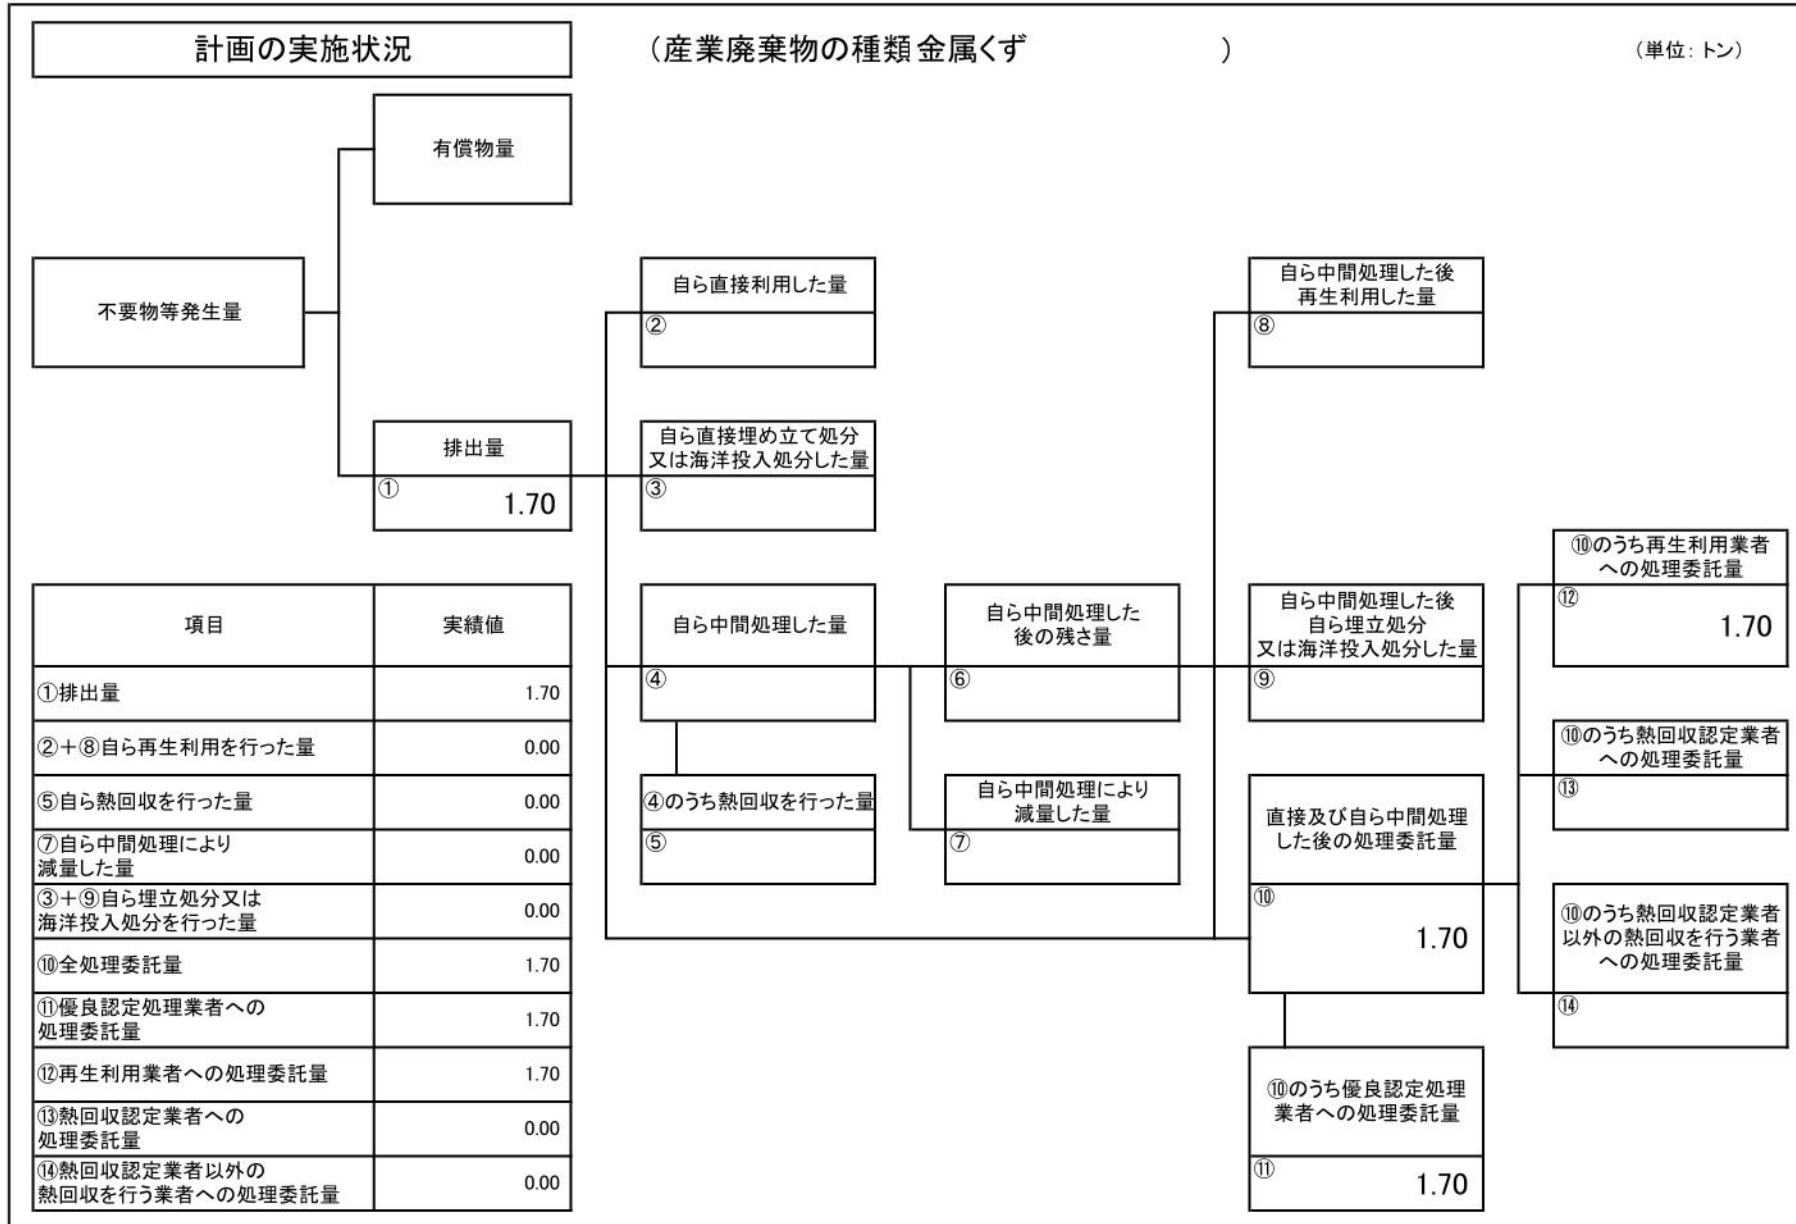 計画の実施状況
（産業廃棄物の種類 金属くず ）
（単位：トン）
有償物量
不要物等発生量
自ら直接利用した量
②
自ら中間処理した後
再生利用した量
⑧
排出量
①
1.70
自ら直接埋め立て処分
又は海洋投入処分した量
③
⑩のうち再生利用業者
への処理委託量
⑫
1.70
自ら中間処理した量
④
自ら中間処理した
後の残さ量
⑥
自ら中間処理した後
自ら埋立処分
又は海洋投入処分した量
⑨
⑩のうち熱回収認定業者
への処理委託量
⑬
④のうち熱回収を行った量
⑤
自ら中間処理により
減量した量
⑦
直接及び自ら中間処理
した後の処理委託量
⑩
1.70
⑩のうち熱回収認定業者
以外の熱回収を行う業者
への処理委託量
⑭
⑩のうち優良認定処理
業者への処理委託量
⑪
1.70
項目 実績値
①排出量 1.70
②＋⑧自ら再生利用を行った量 0.00
⑤自ら熱回収を行った量 0.00
⑦自ら中間処理により
減量した量 0.00
③＋⑨自ら埋立処分又は
海洋投入処分を行った量 0.00
⑩全処理委託量 1.70
⑪優良認定処理業者への
処理委託量 1.70
⑫再生利用業者への処理委託量 1.70
⑬熱回収認定業者への
処理委託量 0.00
⑭熱回収認定業者以外の
熱回収を行う業者への処理委託量 0.00